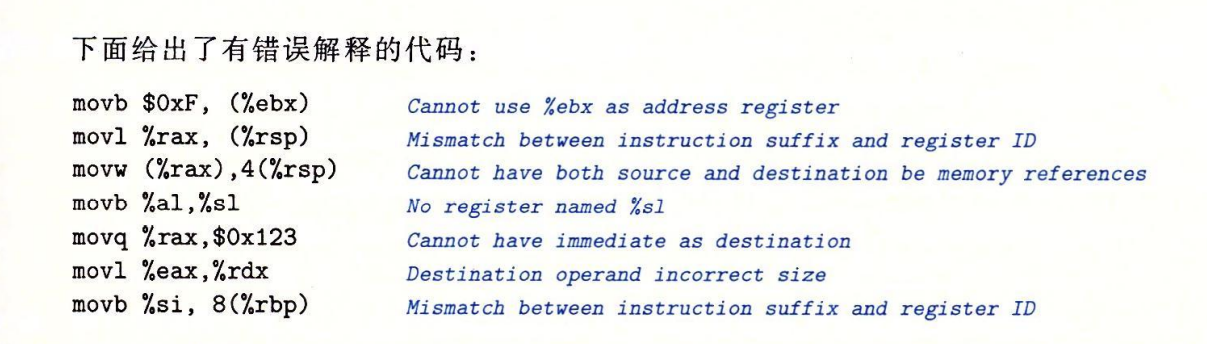 下面给出了有错误解释的代码：
movb $0xF, (%ebx) Cannot use %ebx as address register
movl %rax, (%rsp) Mismatch between instruction suffix and register ID
movw (%rax),4(%rsp) Cannot have both source and destination be memory references
movb %al,%sl No register named %sl
movq %rax,$0x123 Cannot have immediate as destination
movl %eax,%rdx Destination operand incorrect size
movb %si, 8(%rbp) Mismatch between instruction suffix and register ID